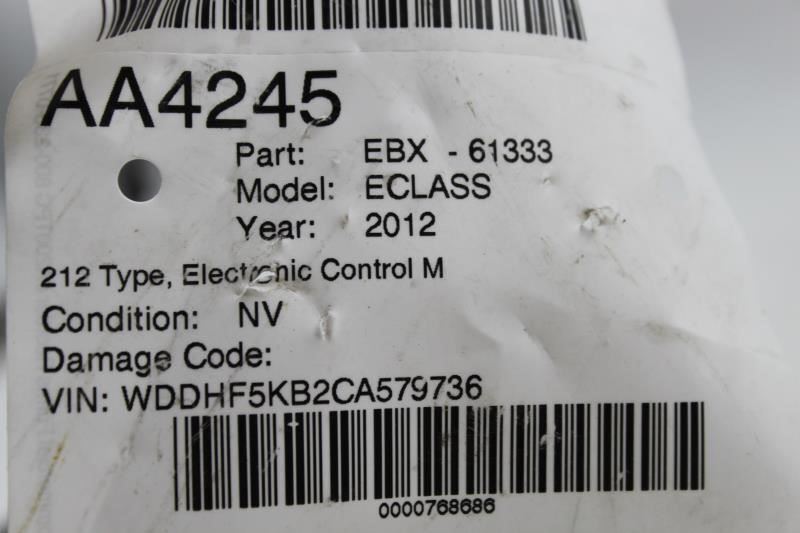 AA4245
Part: EBX - 61333
Model: ECLASS
Year: 2012
212 Type, Electronic Control M
Condition: NV
Damage Code:
VIN: WDDHF5KB2CA579736
0000768686